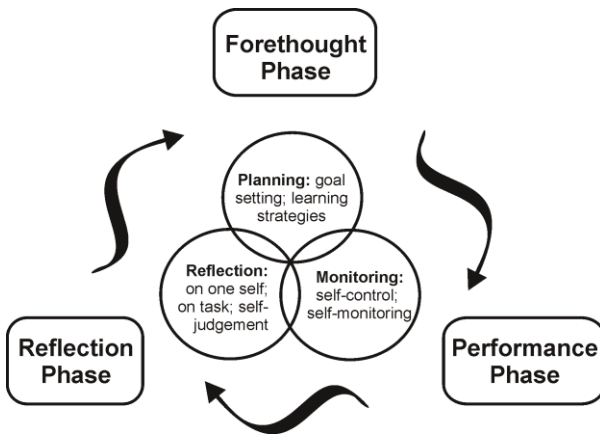 Forethought
Phase
Planning: goal
setting; learning
strategies
Reflection:
on one self;
on task; self-
judgement
Monitoring:
self-control;
self-monitoring
Reflection
Phase
Performance
Phase